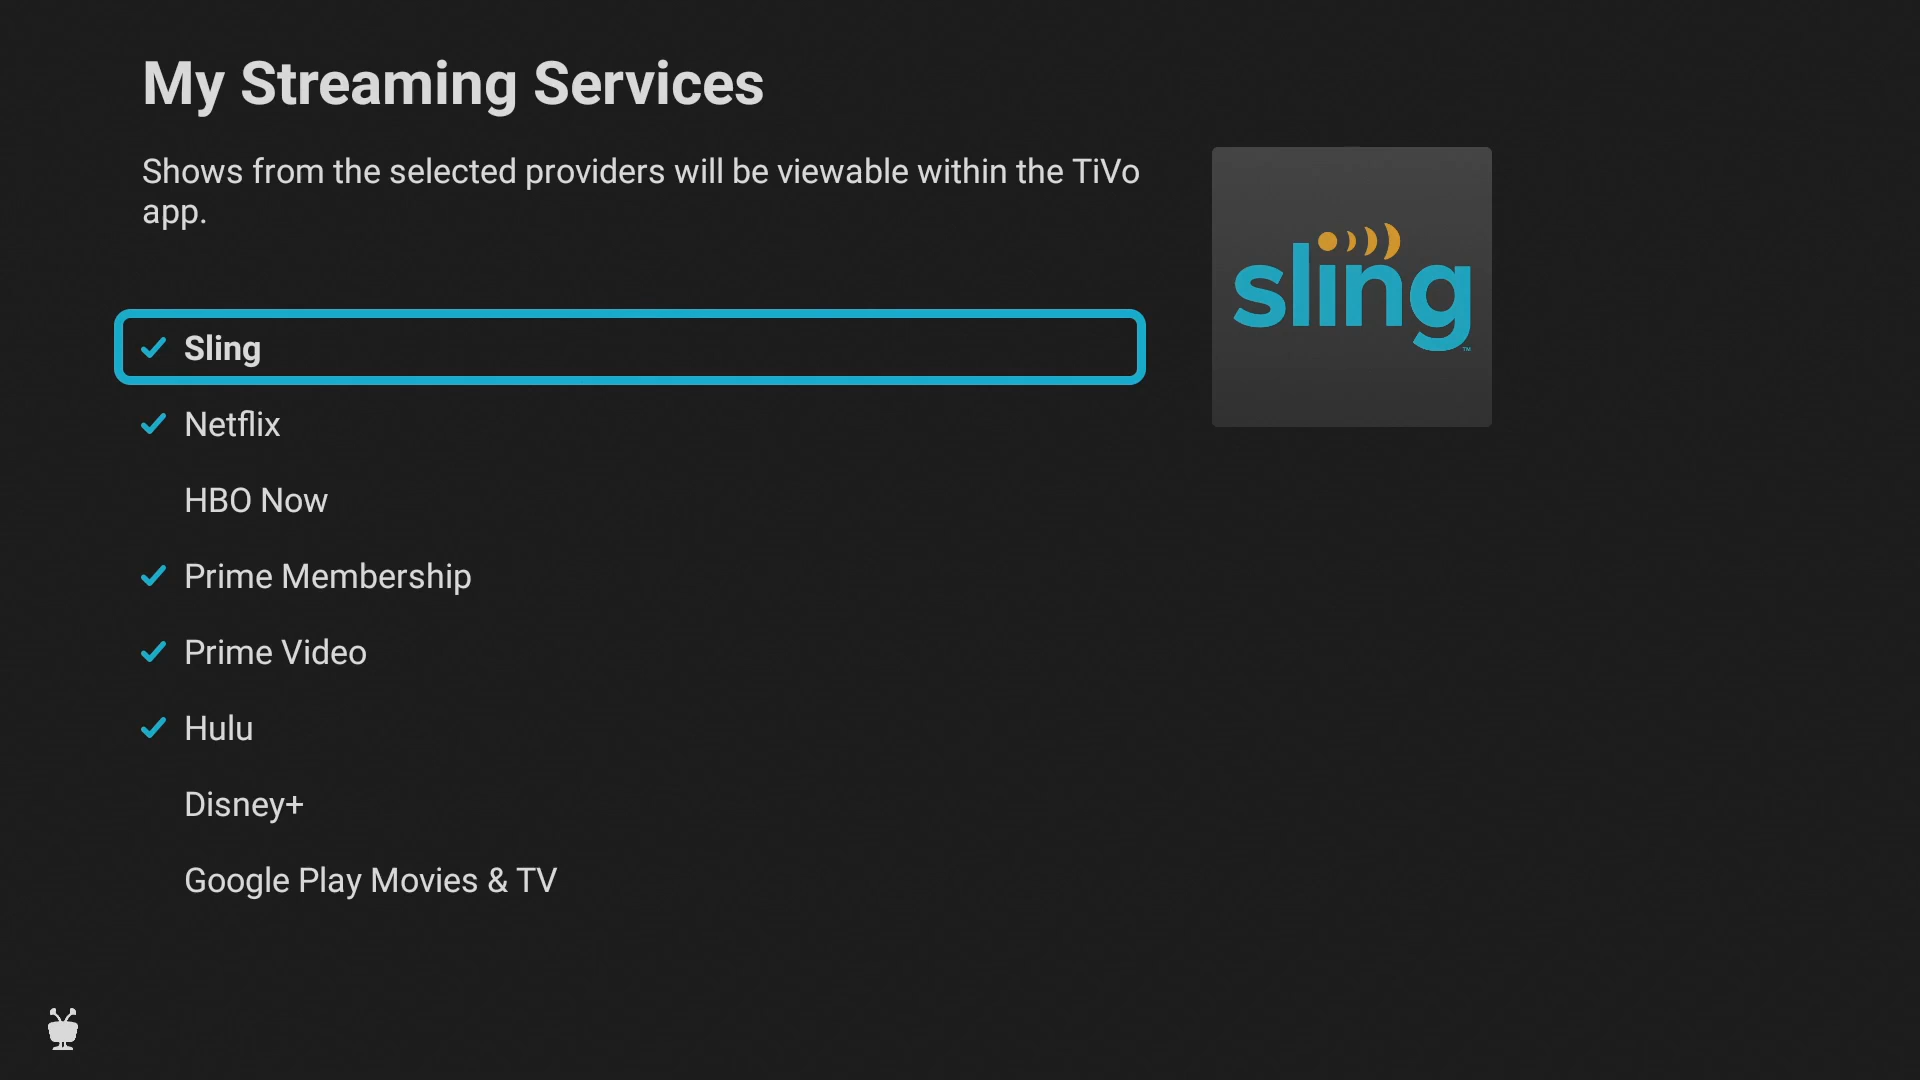 My Streaming Services
Shows from the selected providers will be viewable within the TiVo
app.
sling
TM
Sling
Netflix
HBO Now
Prime Membership
Prime Video
Hulu
Disney+
Google Play Movies & TV